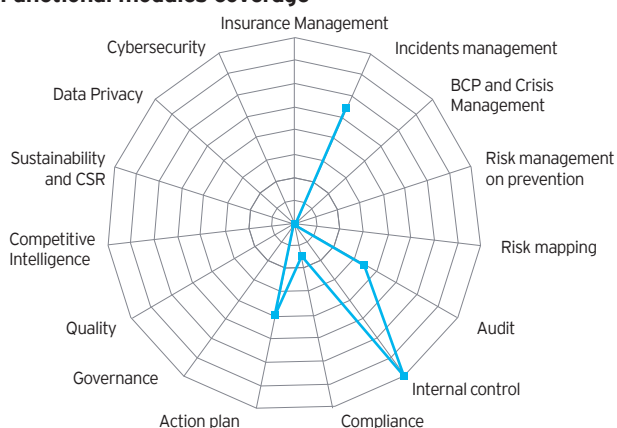 Functional modules coverage
Insurance Management
Cybersecurity
Incidents management
Data Privacy
BCP and Crisis
Management
Sustainability
and CSR
Risk management
on prevention
Competitive
Intelligence
Risk mapping
Quality
Audit
Governance
Internal control
Action plan
Compliance